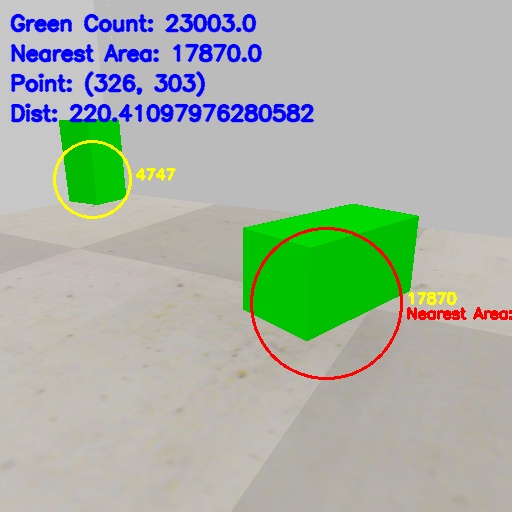 Green Count: 23003.0
Nearest Area: 17870.0
Point: (326, 303)
Dist: 220.41097976280582
4747
17870
Nearest Area: